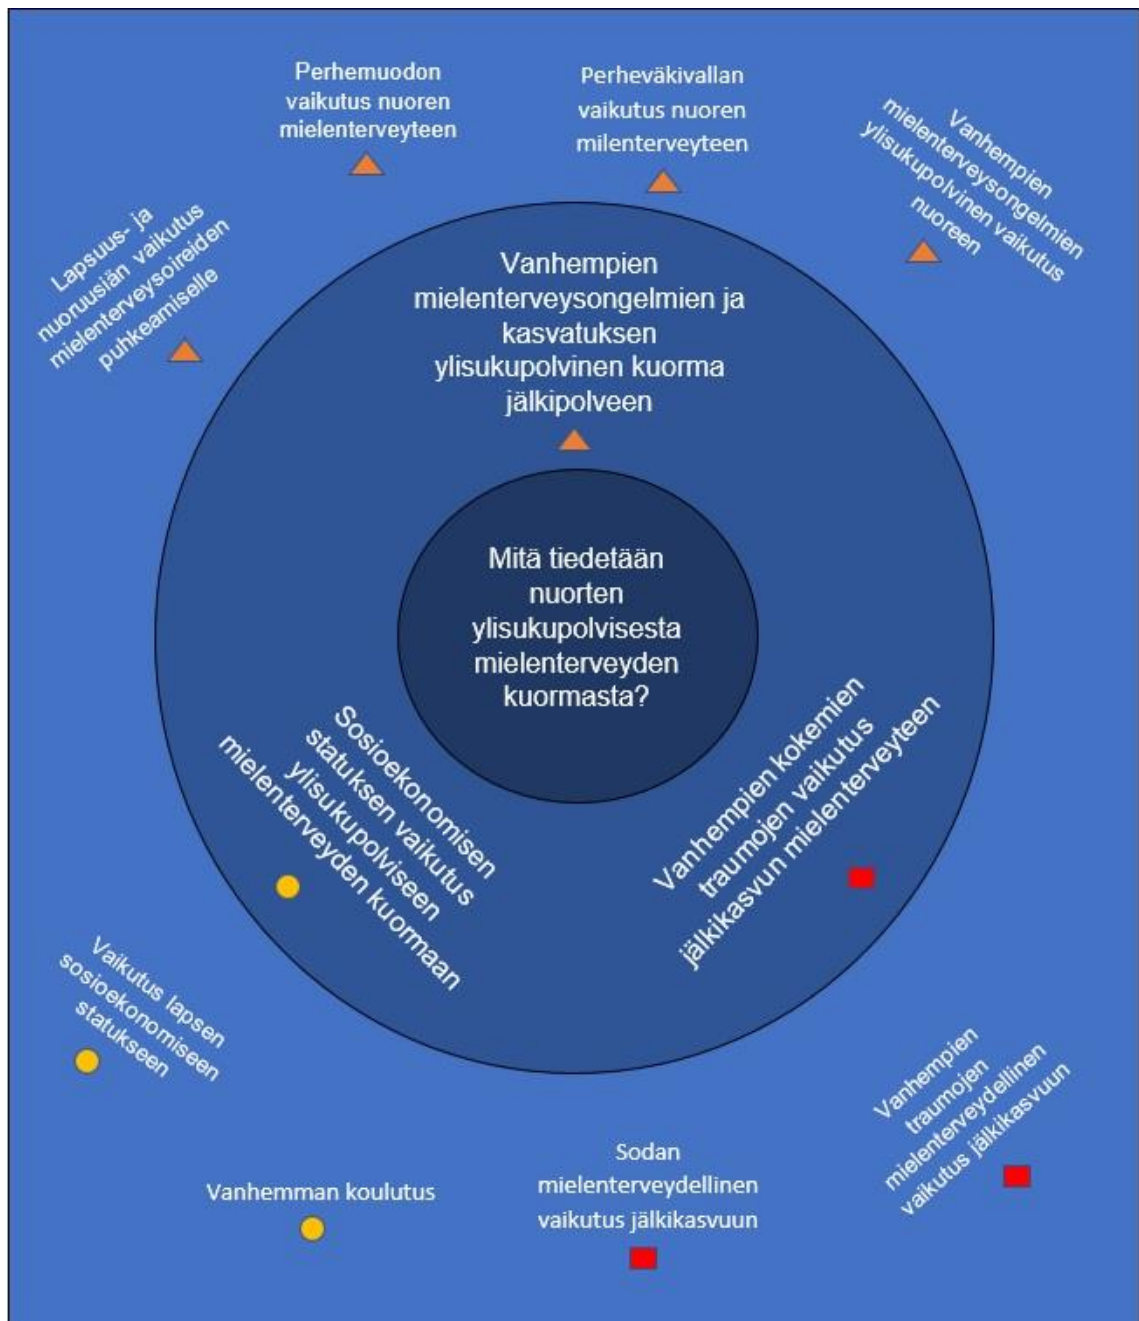 Perhemuodon
vaikutus nuoren
mielenterveyteen
Perheväkivallan
vaikutus nuoren
milenterveyteen
Vanhempien
mielenterveysongelmien
ylisukupolvinen vaikutus
nuoreen
Lapsuus- ja
nuoruusiän vaikutus
mielenterveysoireiden
puhkeamiselle
Vanhempien
mielenterveysongelmien ja
kasvatuksen
ylisukupolvinen kuorma
jälkipolveen
Mitä tiedetään
nuorten
ylisukupolvisesta
mielenterveyden
kuormasta?
Sosioekonomisen
statuksen vaikutus
ylisukupolviseen
mielenterveyden kuormaan
Vanhempien kokemien
traumojen vaikutus
jälkikasvun mielenterveyteen
Vaikutus lapsen
sosioekonomiseen
statukseen
Vanhemman koulutus
Sodan
mielenterveydellinen
vaikutus jälkikasvuun
Vanhempien
traumojen
mielenterveydellinen
vaikutus jälkikasvuun